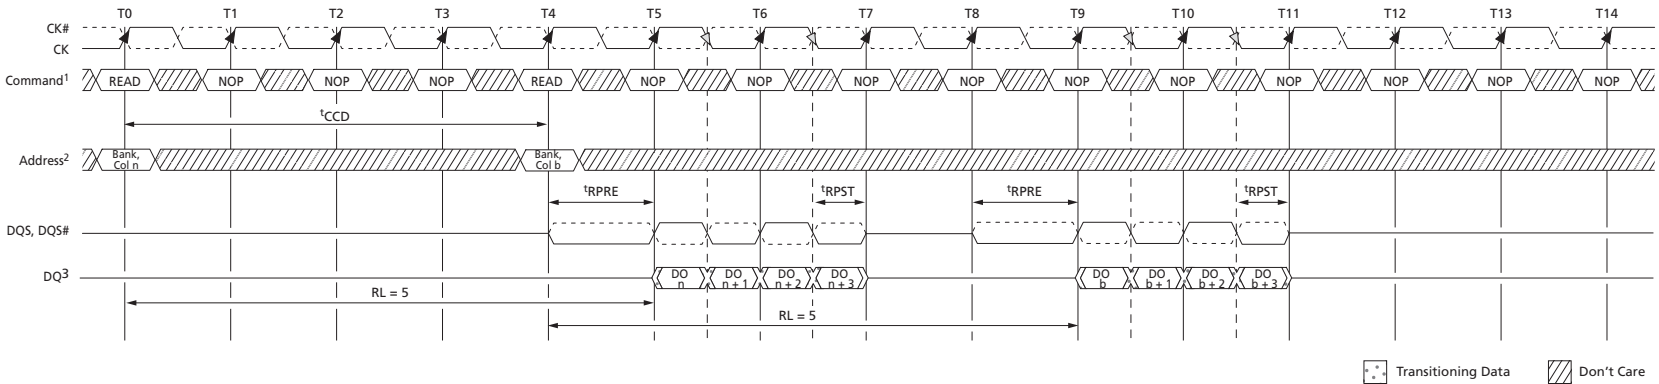 T0 T1 T2 T3 T4 T5 T6 T7 T8 T9 T10 T11 T12 T13 T14
CK#
CK
Command1 READ NOP NOP NOP READ NOP NOP NOP NOP NOP NOP NOP NOP NOP NOP
tCCD
Address2
Bank,
Col n
Bank,
Col b
tRPRE tRPST tRPRE tRPST
DQS, DQS#
DQ3
DO
n
DO
n + 1
DO
n + 2
DO
n + 3
DO
b
DO
b + 1
DO
b + 2
DO
b + 3
RL = 5
RL = 5
Transitioning Data
Don't Care